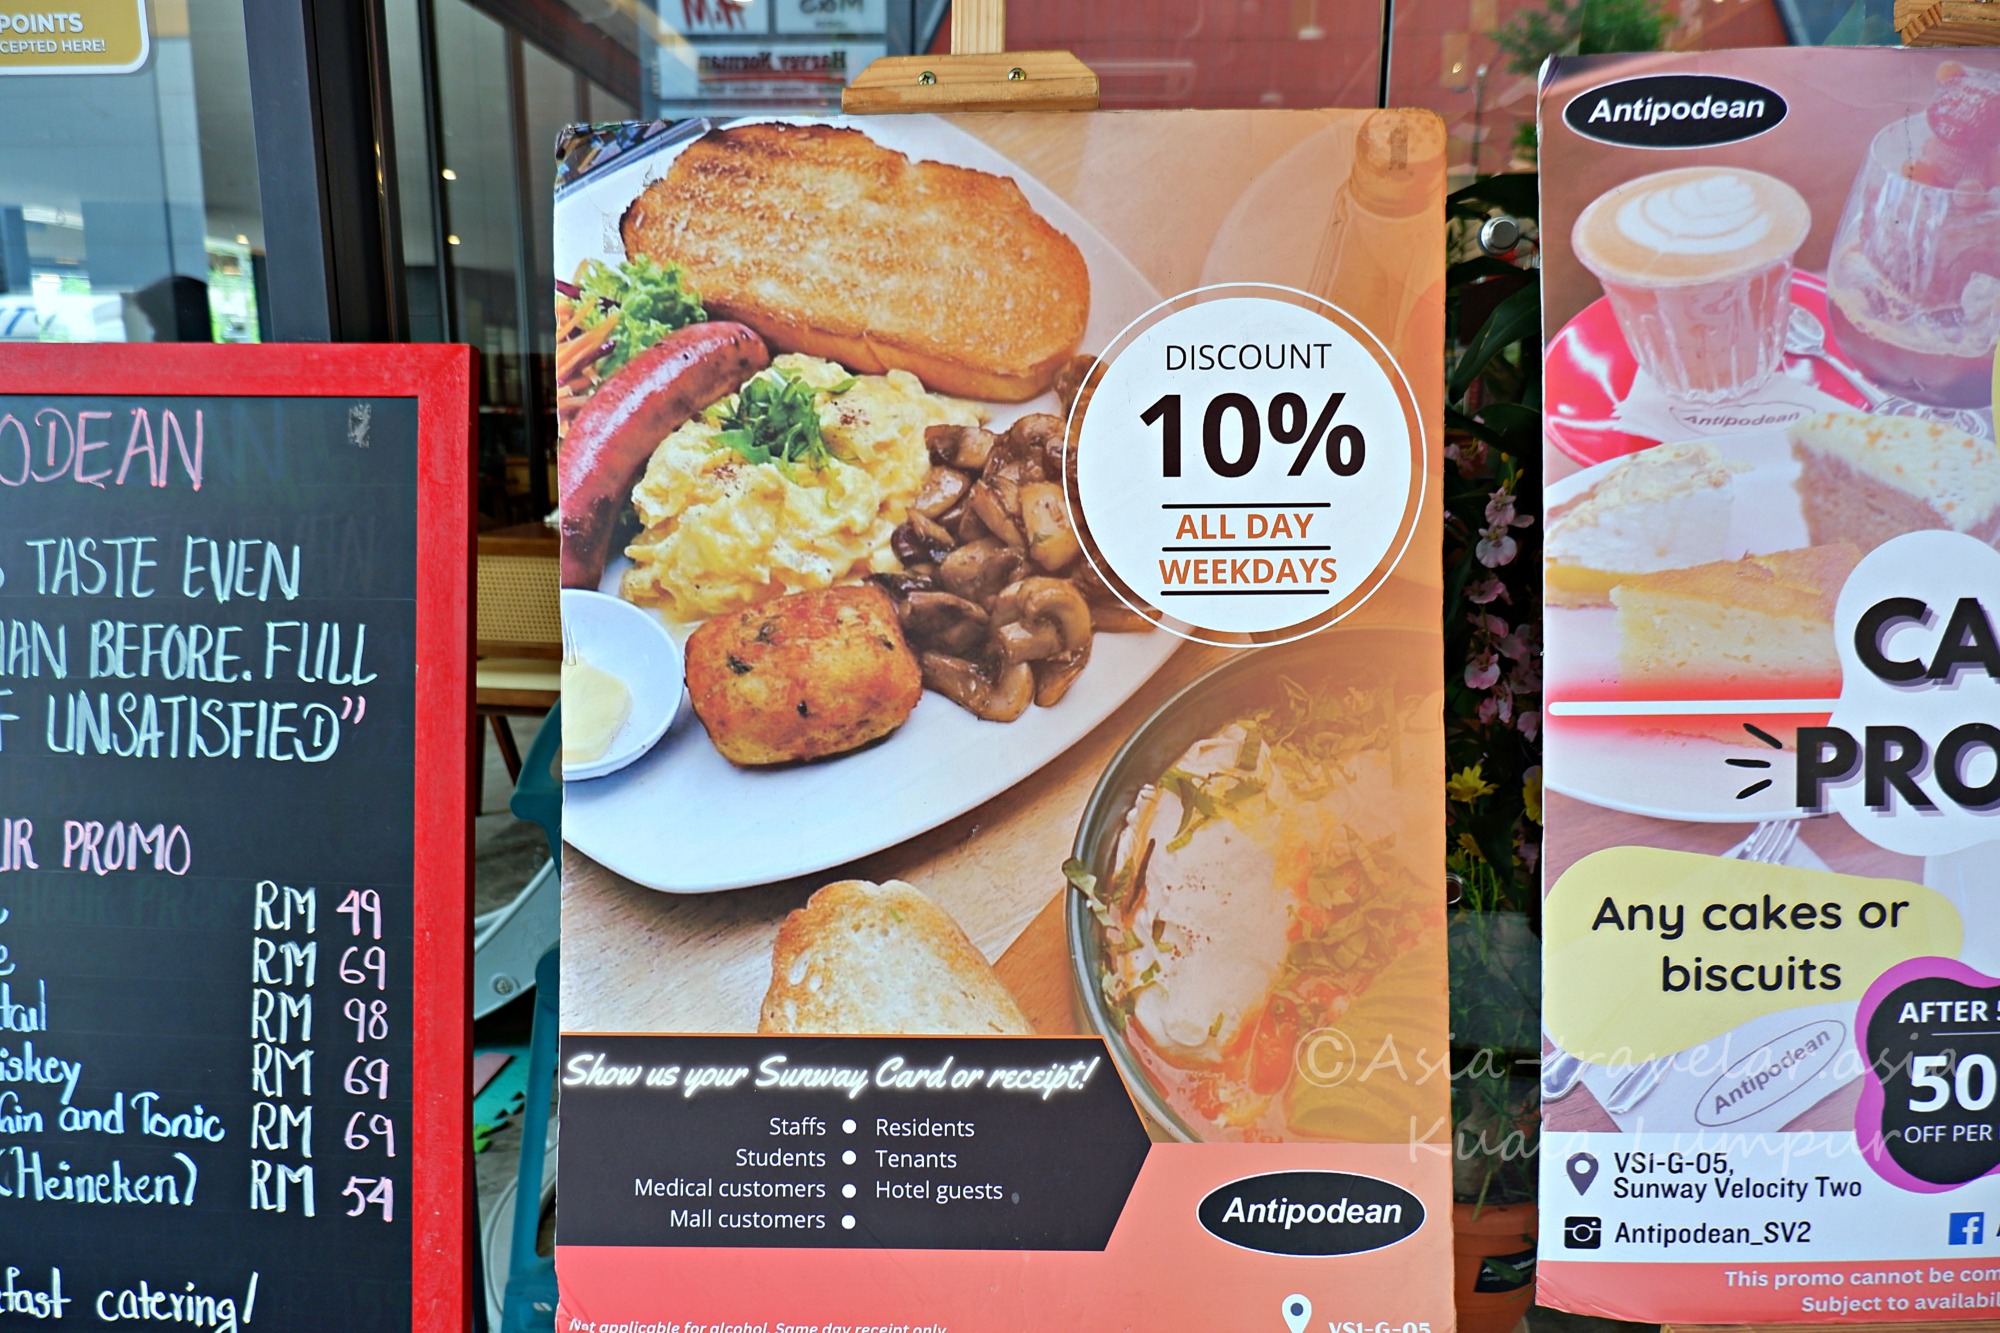 POINTS
CEPTED HERE!
ODEAN
TASTE EVEN
HAN BEFORE. FULL
F UNSATISFIED"
UR PROMO
RM 49
RM 69
tail RM 98
iskey RM 69
Gin and Tonic RM 69
(Heineken) RM 54
fast catering!
H&M
M&S
Harvey Norman
DISCOUNT
10%
ALL DAY
WEEKDAYS
Show us your Sunway Card or receipt!
Staffs
Students
Medical customers
Mall customers
Residents
Tenants
Hotel guests
Antipodean
Not applicable for alcohol. Same day receipt only
VS1-G-05
Antipodean
Antipodean
CA
PRO
Any cakes or
biscuits
AFTER 5
50
OFF PER
Antipodean
VS1-G-05,
Sunway Velocity Two
Antipodean_SV2
This promo cannot be com
Subject to availabil
©Asia-travelar.asia
Kuala Lumpur